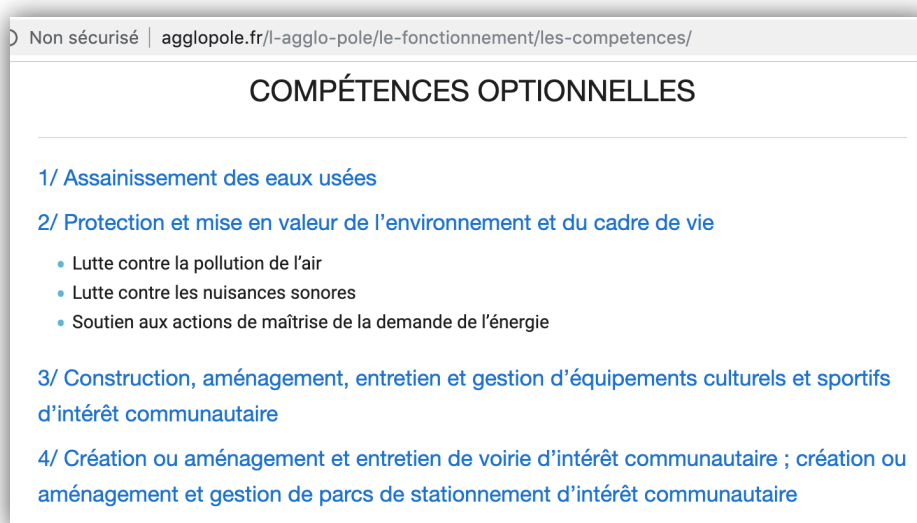 Non sécurisé | agglopole.fr/l-agglo-pole/le-fonctionnement/les-competences/
COMPÉTENCES OPTIONNELLES
1/ Assainissement des eaux usées
2/ Protection et mise en valeur de l’environnement et du cadre de vie
• Lutte contre la pollution de l’air
• Lutte contre les nuisances sonores
• Soutien aux actions de maîtrise de la demande de l’énergie
3/ Construction, aménagement, entretien et gestion d’équipements culturels et sportifs
d’intérêt communautaire
4/ Création ou aménagement et entretien de voirie d’intérêt communautaire ; création ou
aménagement et gestion de parcs de stationnement d’intérêt communautaire